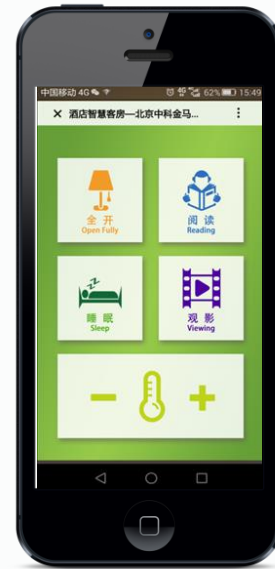 中国移动 4G 62% 15:49
× 酒店智慧客房—北京中科金马...
全 开
Open Fully
阅 读
Reading
睡 眠
Sleep
观 影
Viewing
− +